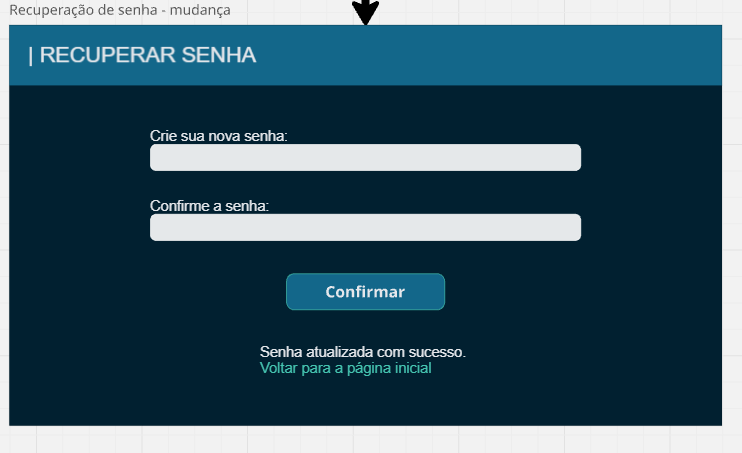 Recuperação de senha - mudança
| RECUPERAR SENHA
Crie sua nova senha:
Confirme a senha:
Confirmar
Senha atualizada com sucesso.
Voltar para a página inicial